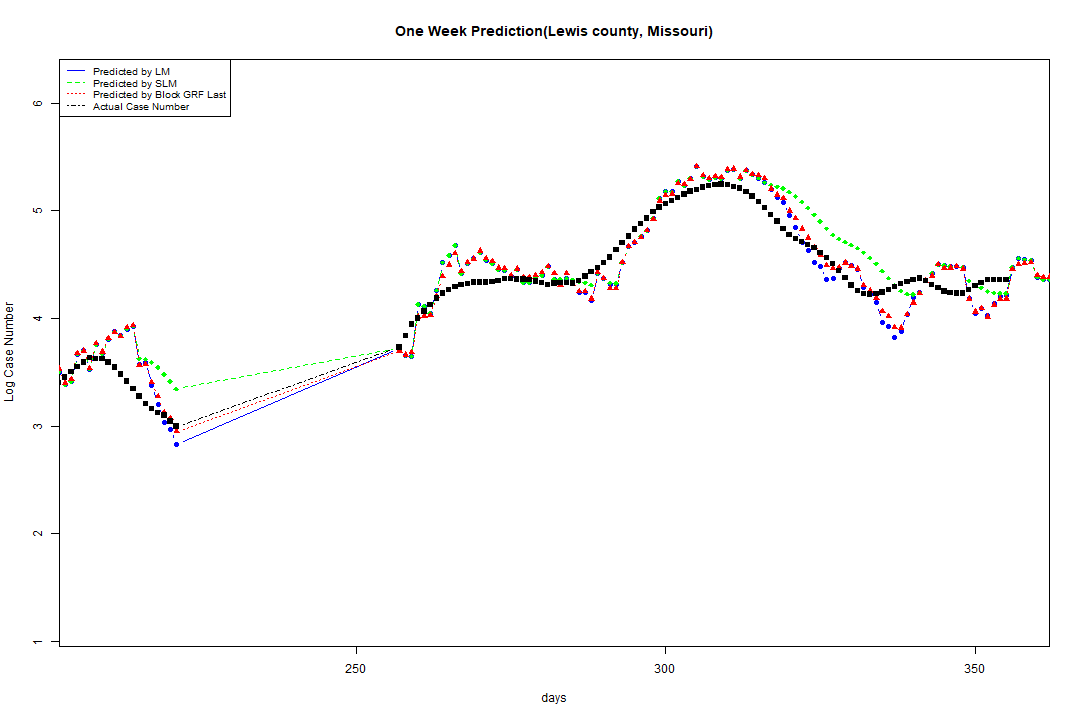 One Week Prediction(Lewis county, Missouri)
Predicted by LM
Predicted by SLM
Predicted by Block GRF Last
Actual Case Number
6
5
4
3
2
1
Log Case Number
250 300 350
days